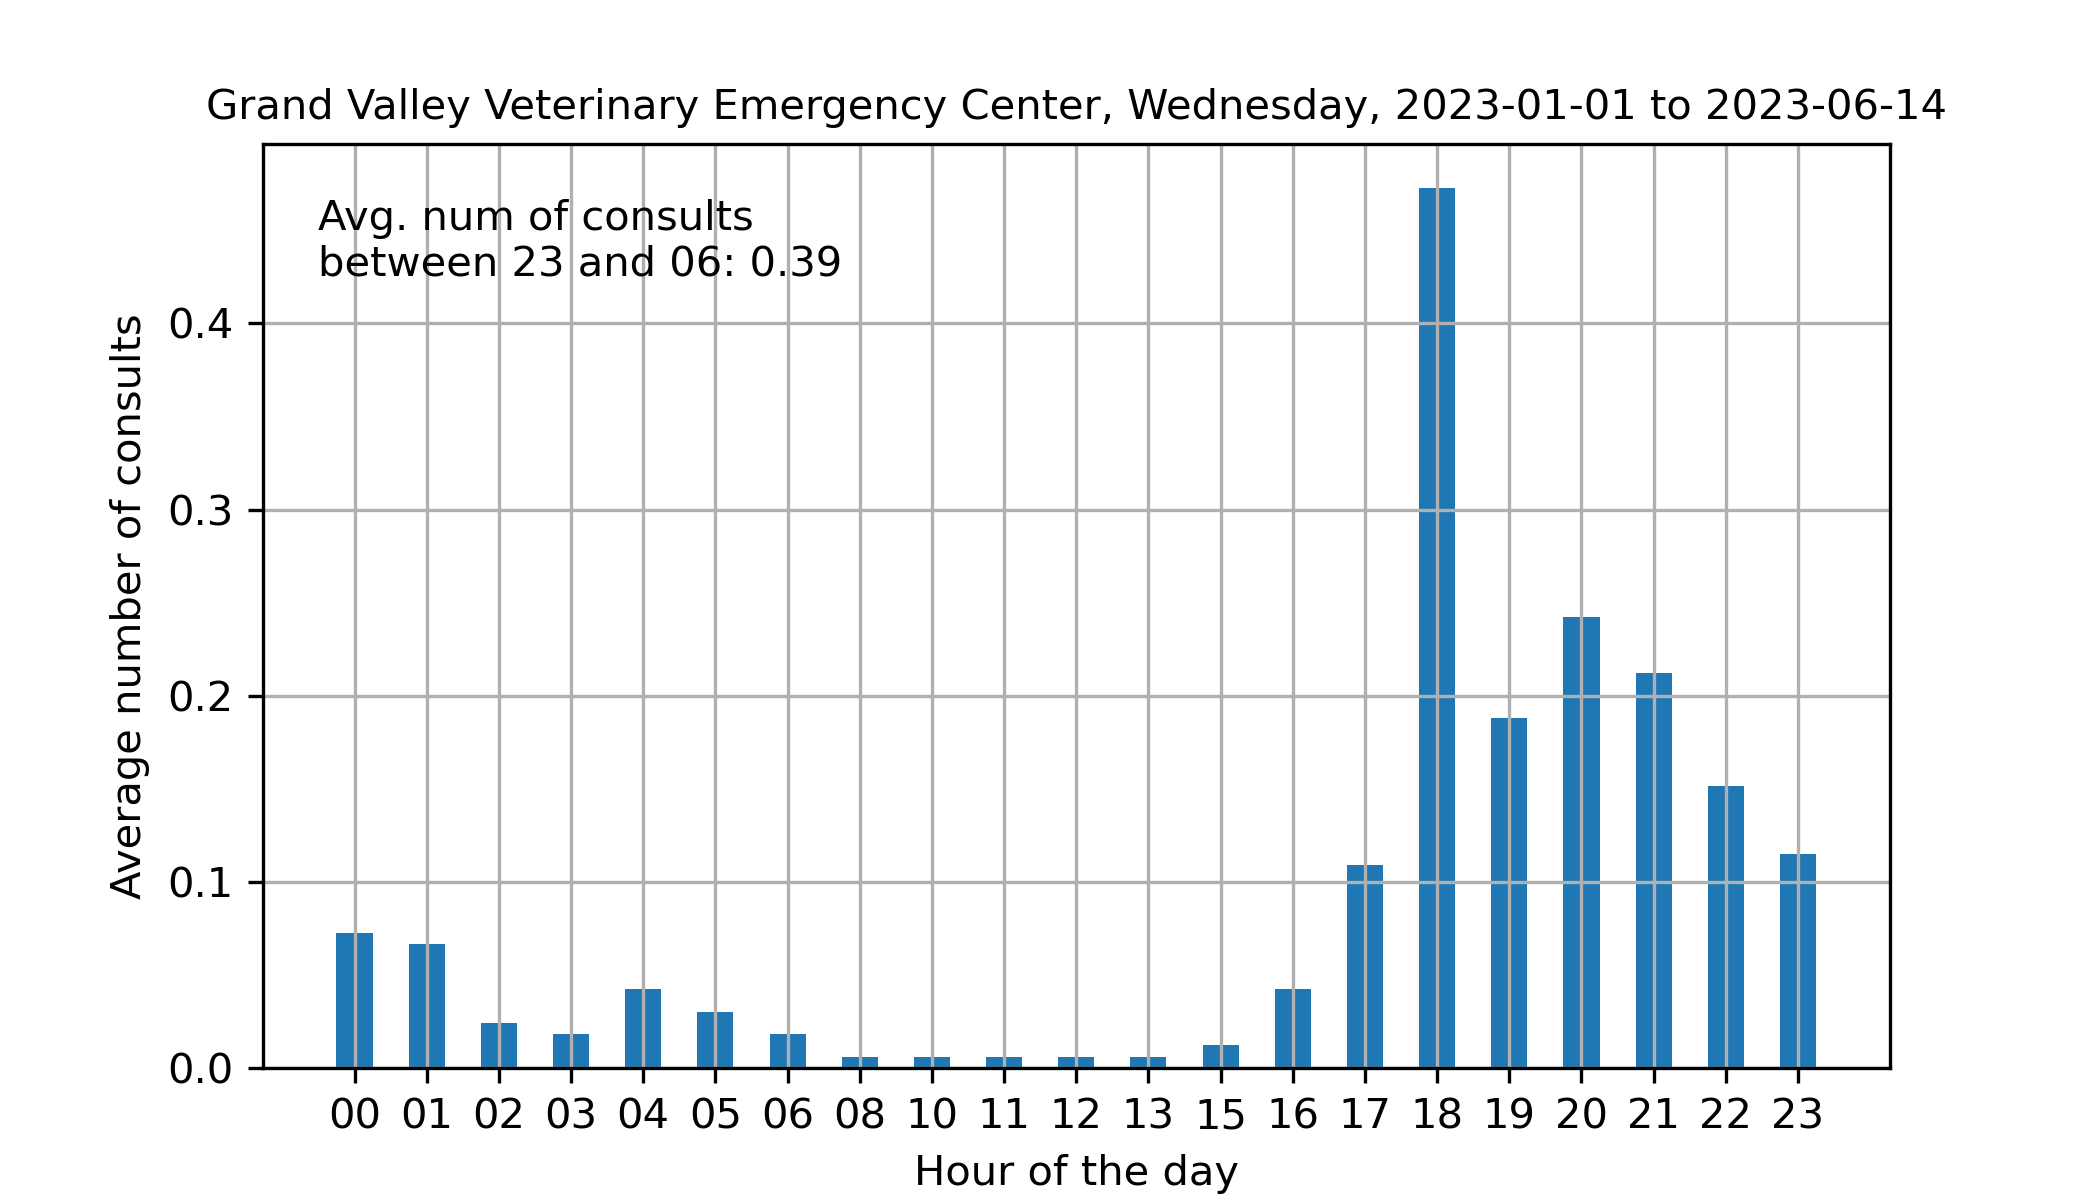 Grand Valley Veterinary Emergency Center, Wednesday, 2023-01-01 to 2023-06-14
Avg. num of consults
between 23 and 06: 0.39
Average number of consults
0.4
0.3
0.2
0.1
0.0
00 01 02 03 04 05 06 08 10 11 12 13 15 16 17 18 19 20 21 22 23
Hour of the day